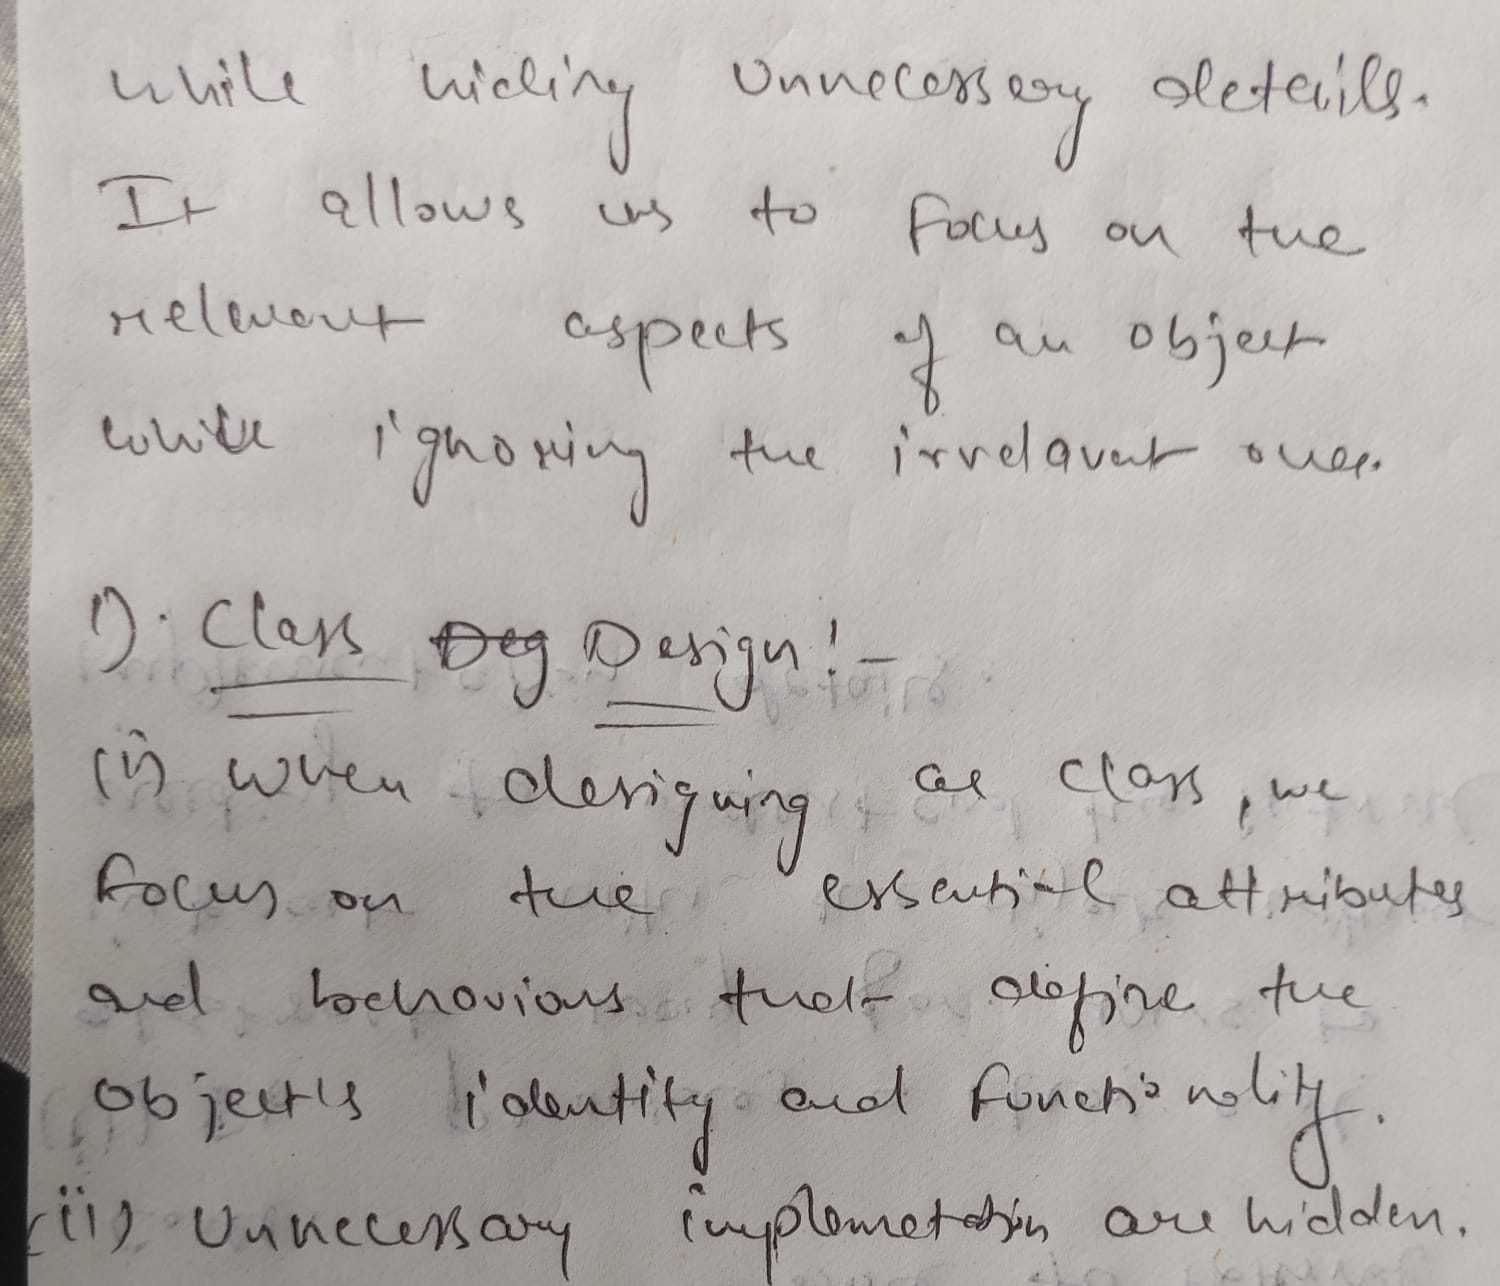 while hiding unnecessary details.
It allows us to focus on the
relevant aspects of an object
while ignoring the irrelavent ones.
1). Class Deg Design:-
(i) When designing a class, we
focus on the essential attributes
and behaviours that define the
object's identity and functionality.
(ii) Unnecessary implemetation are hidden.